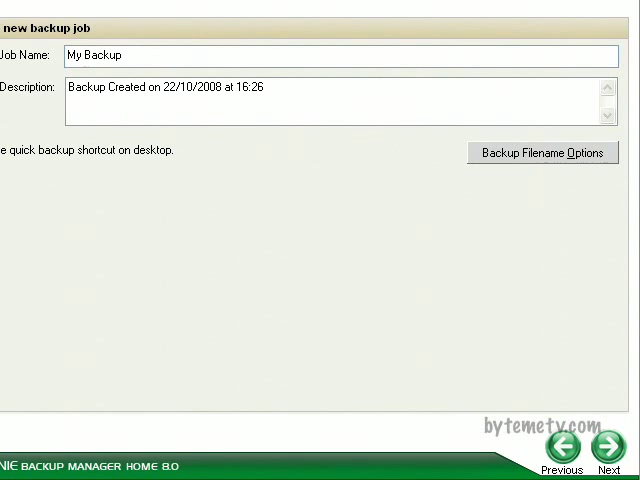 new backup job
Job Name: My Backup
Description: Backup Created on 22/10/2008 at 16:26
e quick backup shortcut on desktop.
Backup Filename Options
bytemetv.com
NIE BACKUP MANAGER HOME 8.0
Previous Next